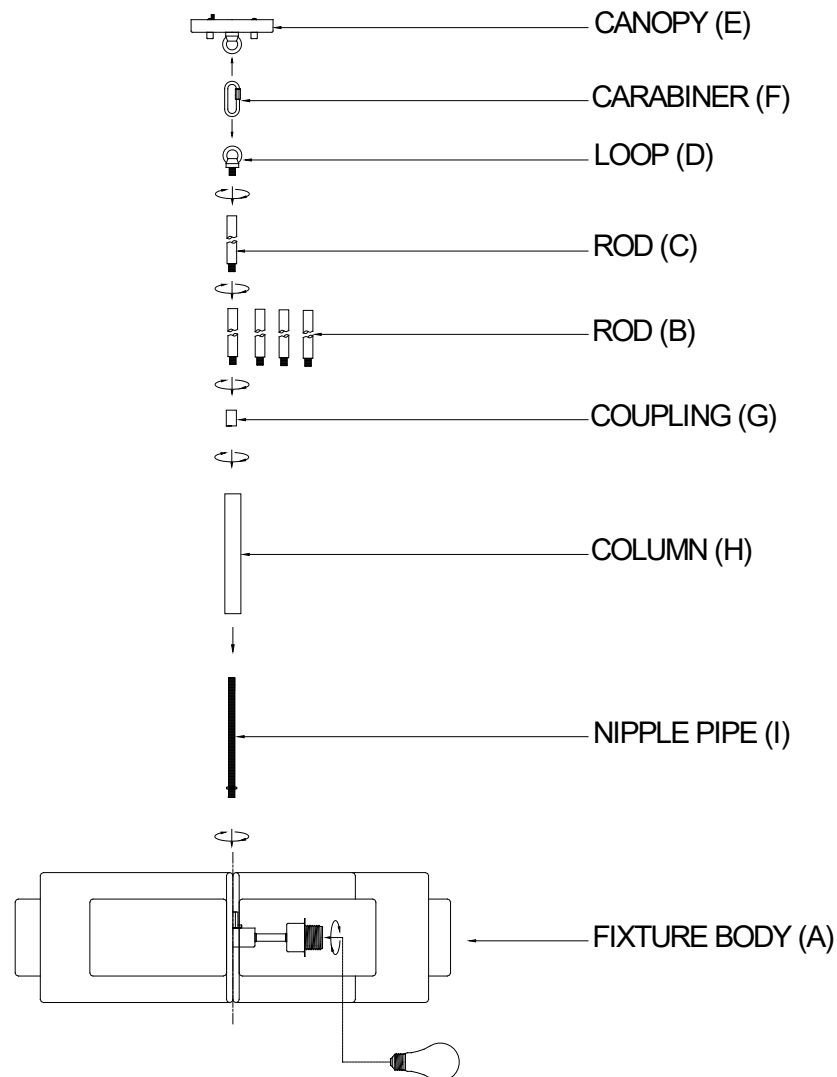 CANOPY (E)
CARABINER (F)
LOOP (D)
ROD (C)
ROD (B)
COUPLING (G)
COLUMN (H)
NIPPLE PIPE (I)
FIXTURE BODY (A)